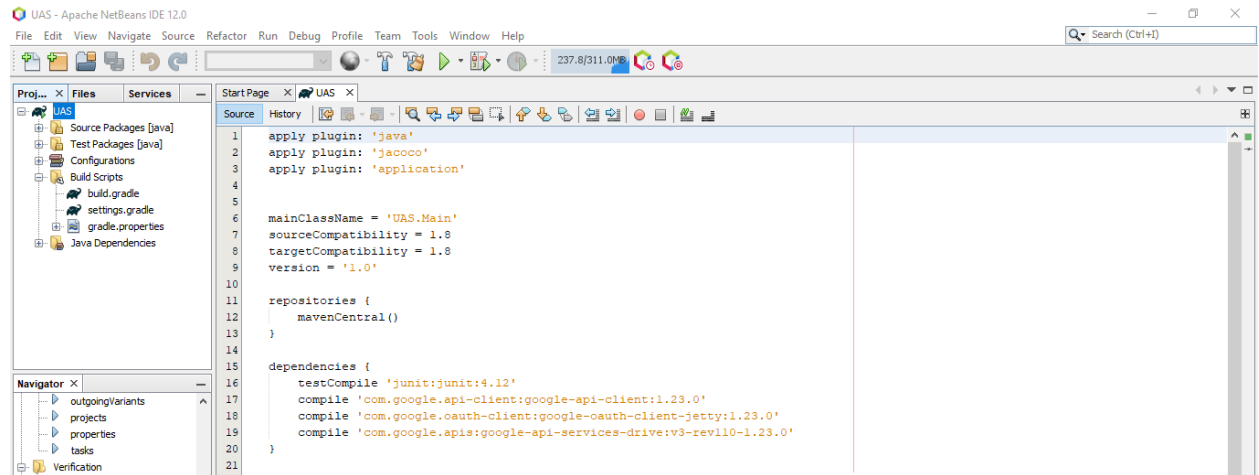 UAS - Apache NetBeans IDE 12.0
File Edit View Navigate Source Refactor Run Debug Profile Team Tools Window Help
Search (Ctrl+I)
237.8/311.0MB
Proj... Files Services
Start Page UAS
UAS
Source Packages [java]
Test Packages [java]
Configurations
Build Scripts
build.gradle
settings.gradle
gradle.properties
Java Dependencies
Navigator
outgoingVariants
projects
properties
tasks
Verification
Source History
1 apply plugin: 'java'
2 apply plugin: 'jacoco'
3 apply plugin: 'application'
4
5
6 mainClassName = 'UAS.Main'
7 sourceCompatibility = 1.8
8 targetCompatibility = 1.8
9 version = '1.0'
10
11 repositories {
12 mavenCentral()
13 }
14
15 dependencies {
16 testCompile 'junit:junit:4.12'
17 compile 'com.google.api-client:google-api-client:1.23.0'
18 compile 'com.google.oauth-client:google-oauth-client-jetty:1.23.0'
19 compile 'com.google.apis:google-api-services-drive:v3-rev110-1.23.0'
20 }
21